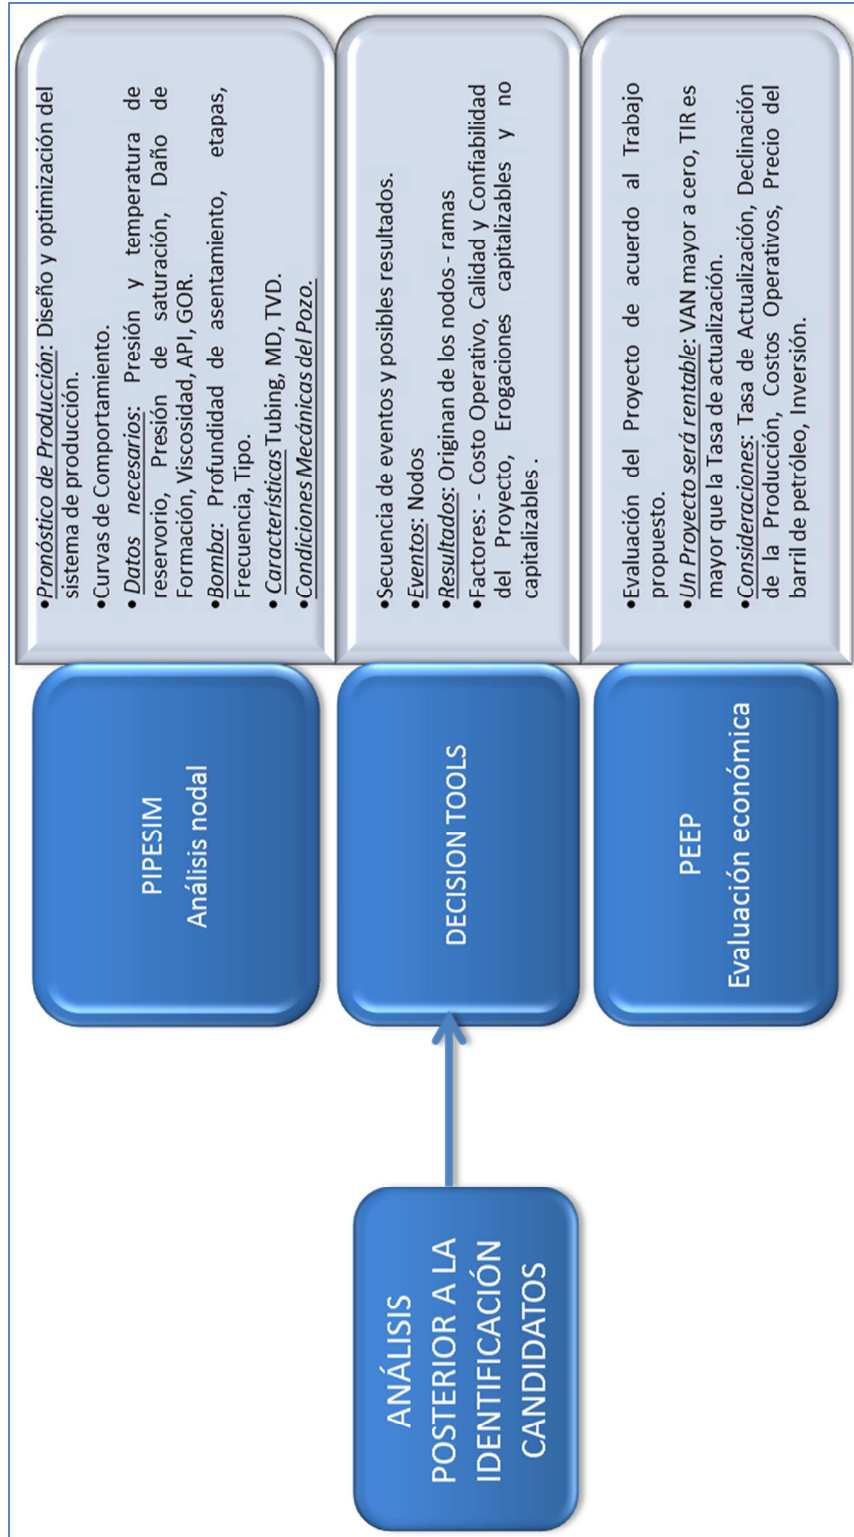 ANÁLISIS
POSTERIOR A LA
IDENTIFICACIÓN
CANDIDATOS
PIPESIM
Análisis nodal
•Pronóstico de Producción: Diseño y optimización del
sistema de producción.
•Curvas de Comportamiento.
• Datos necesarios: Presión y temperatura de
reservorio, Presión de saturación, Daño de
Formación, Viscosidad, API, GOR.
•Bomba: Profundidad de asentamiento, etapas,
Frecuencia, Tipo.
• Características Tubing, MD, TVD.
•Condiciones Mecánicas del Pozo.
DECISION TOOLS
•Secuencia de eventos y posibles resultados.
•Eventos: Nodos
•Resultados: Originan de los nodos - ramas
•Factores: - Costo Operativo, Calidad y Confiabilidad
del Proyecto, Erogaciones capitalizables y no
capitalizables .
PEEP
Evaluación económica
•Evaluación del Proyecto de acuerdo al Trabajo
propuesto.
•Un Proyecto será rentable: VAN mayor a cero, TIR es
mayor que la Tasa de actualización.
•Consideraciones: Tasa de Actualización, Declinación
de la Producción, Costos Operativos, Precio del
barril de petróleo, Inversión.